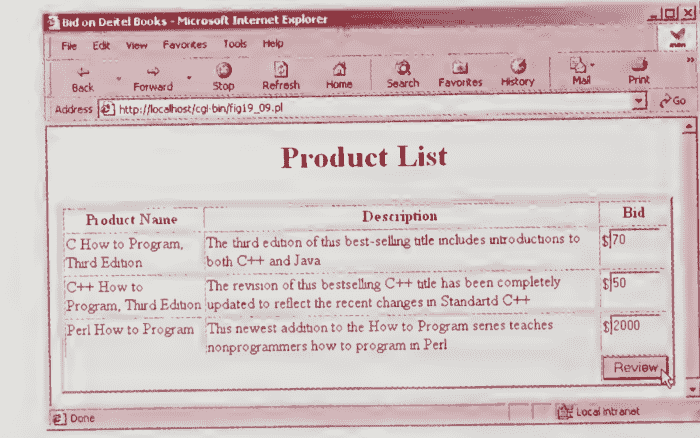 Bid on Deitel Books - Microsoft Internet Explorer
File Edit View Favorites Tools Help
Back Forward Stop Refresh Home Search Favorites History Mail Print
Address http://localhost/cgi-bin/fig19_09.pl Go
Product List
Product Name Description Bid
C How to Program, The third edition of this best-selling title includes introductions to $ 70
Third Edition both C++ and Java
C++ How to The revision of this bestselling C++ title has been completely $ 50
Program, Third Edition updated to reflect the recent changes in Standartd C++
Perl How to Program This newest addition to the How to Program series teaches $ 2000
nonprogrammers how to program in Perl
Review
Done Local intranet